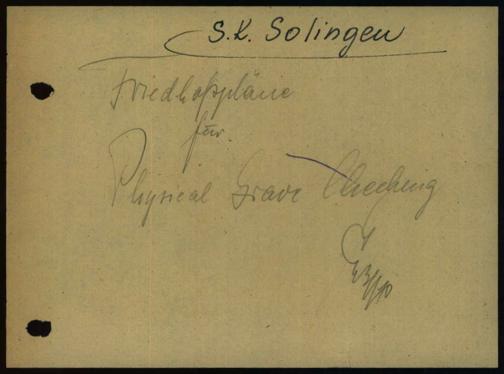 S.K. Solingen
Friedhofspläne
für.
Physical Grave Checking